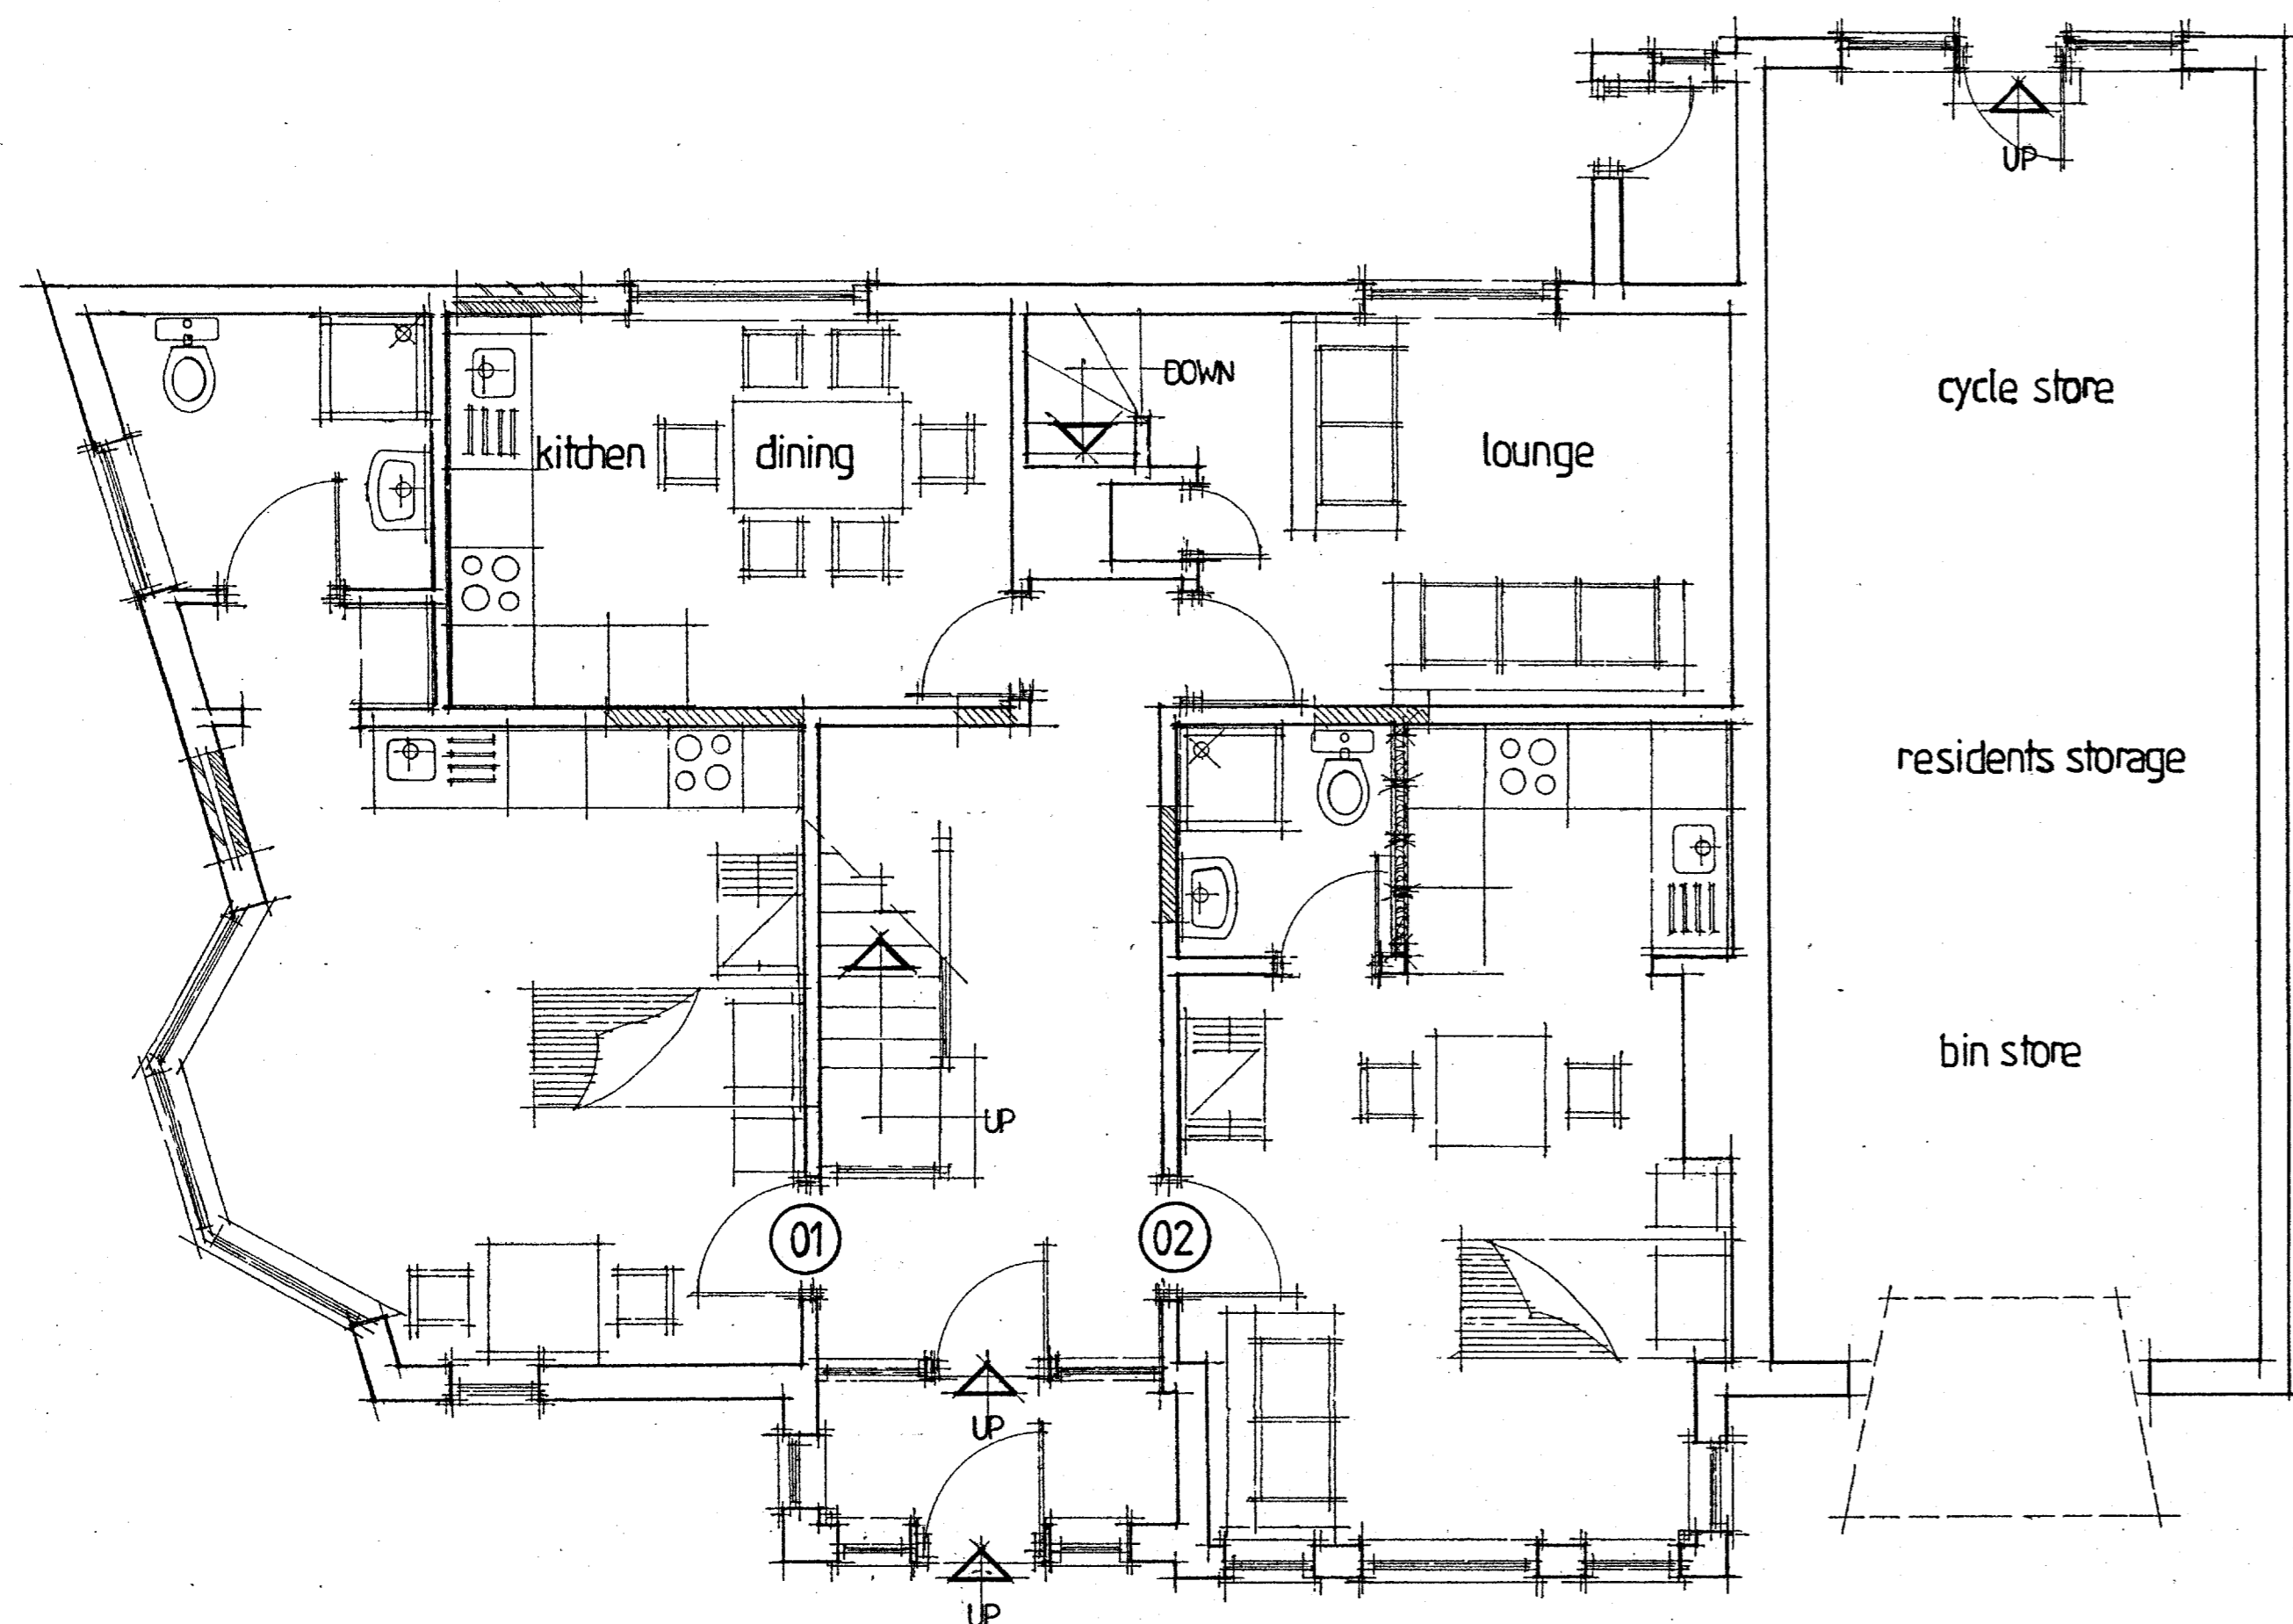 UP
DOWN
cycle store
kitchen
dining
lounge
residents storage
bin store
UP
01
02
UP
UP